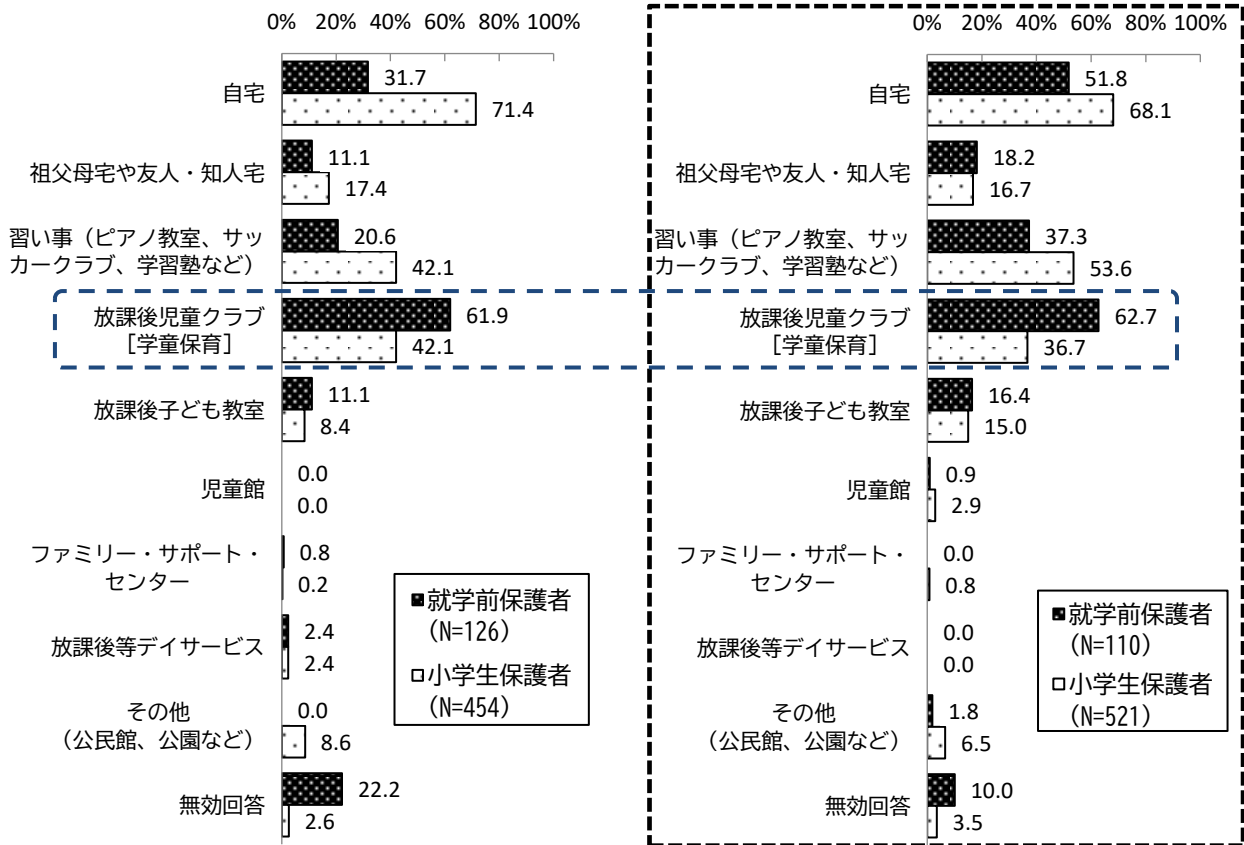 0% 20% 40% 60% 80% 100%
自宅
31.7
71.4
祖父母宅や友人・知人宅
11.1
17.4
習い事（ピアノ教室、サッ
カークラブ、学習塾など）
20.6
42.1
放課後児童クラブ
［学童保育］
61.9
42.1
放課後子ども教室
11.1
8.4
児童館
0.0
0.0
ファミリー・サポート・
センター
0.8
0.2
放課後等デイサービス
2.4
2.4
その他
（公民館、公園など）
0.0
8.6
無効回答
22.2
2.6
就学前保護者
(N=126)
小学生保護者
(N=454)
0% 20% 40% 60% 80% 100%
自宅
51.8
68.1
祖父母宅や友人・知人宅
18.2
16.7
習い事（ピアノ教室、サッ
カークラブ、学習塾など）
37.3
53.6
放課後児童クラブ
［学童保育］
62.7
36.7
放課後子ども教室
16.4
15.0
児童館
0.9
2.9
ファミリー・サポート・
センター
0.0
0.8
放課後等デイサービス
0.0
0.0
その他
（公民館、公園など）
1.8
6.5
無効回答
10.0
3.5
就学前保護者
(N=110)
小学生保護者
(N=521)